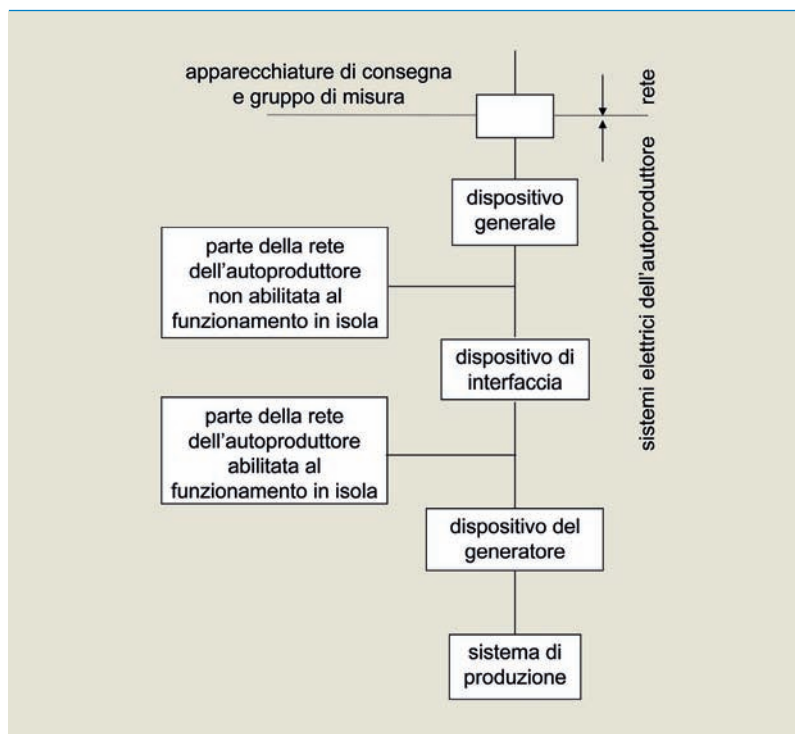 apparecchiature di consegna
e gruppo di misura
rete
sistemi elettrici dell'autoproduttore
dispositivo
generale
parte della rete
dell'autoproduttore
non abilitata al
funzionamento in isola
dispositivo di
interfaccia
parte della rete
dell'autoproduttore
abilitata al
funzionamento in isola
dispositivo del
generatore
sistema di
produzione